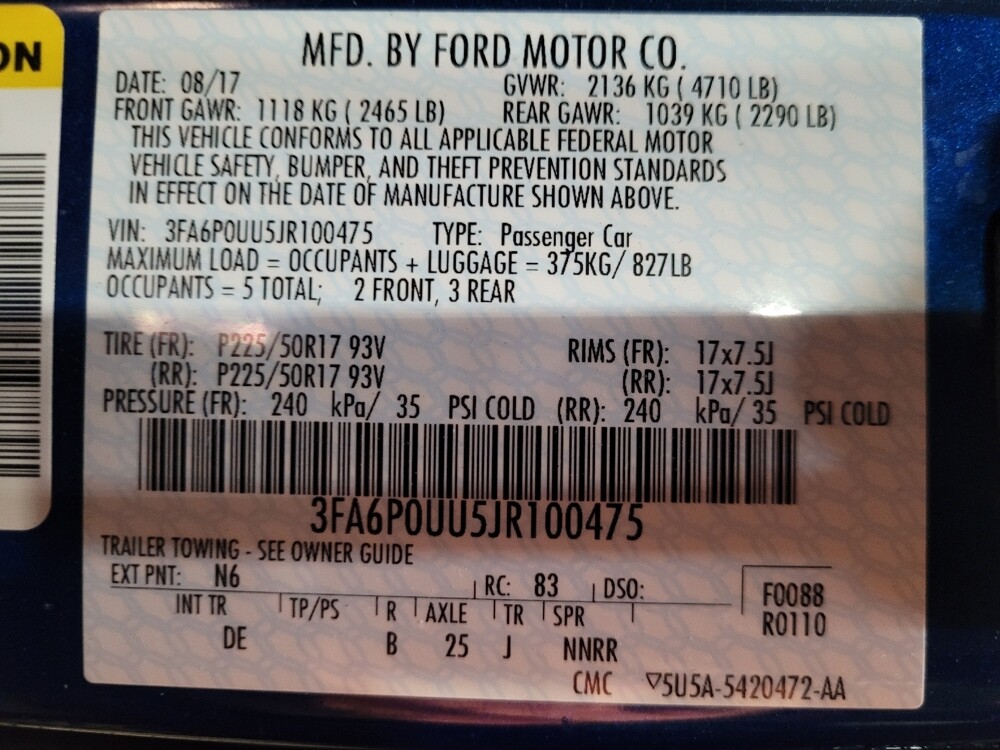 ON
MFD. BY FORD MOTOR CO.
DATE: 08/17 GVWR: 2136 KG ( 4710 LB)
FRONT GAWR: 1118 KG ( 2465 LB) REAR GAWR: 1039 KG ( 2290 LB)
THIS VEHICLE CONFORMS TO ALL APPLICABLE FEDERAL MOTOR
VEHICLE SAFETY, BUMPER, AND THEFT PREVENTION STANDARDS
IN EFFECT ON THE DATE OF MANUFACTURE SHOWN ABOVE.
VIN: 3FA6P0UU5JR100475 TYPE: Passenger Car
MAXIMUM LOAD = OCCUPANTS + LUGGAGE = 375KG/ 827LB
OCCUPANTS = 5 TOTAL; 2 FRONT, 3 REAR
TIRE (FR): P225/50R17 93V RIMS (FR): 17x7.5J
(RR): P225/50R17 93V (RR): 17x7.5J
PRESSURE (FR): 240 kPa/ 35 PSI COLD (RR): 240 kPa/ 35 PSI COLD
3FA6P0UU5JR100475
TRAILER TOWING - SEE OWNER GUIDE
EXT PNT: N6 RC: 83 DSO: F0088
INT TR TP/PS R AXLE TR SPR R0110
DE B 25 J NNRR
CMC ▽5U5A-5420472-AA